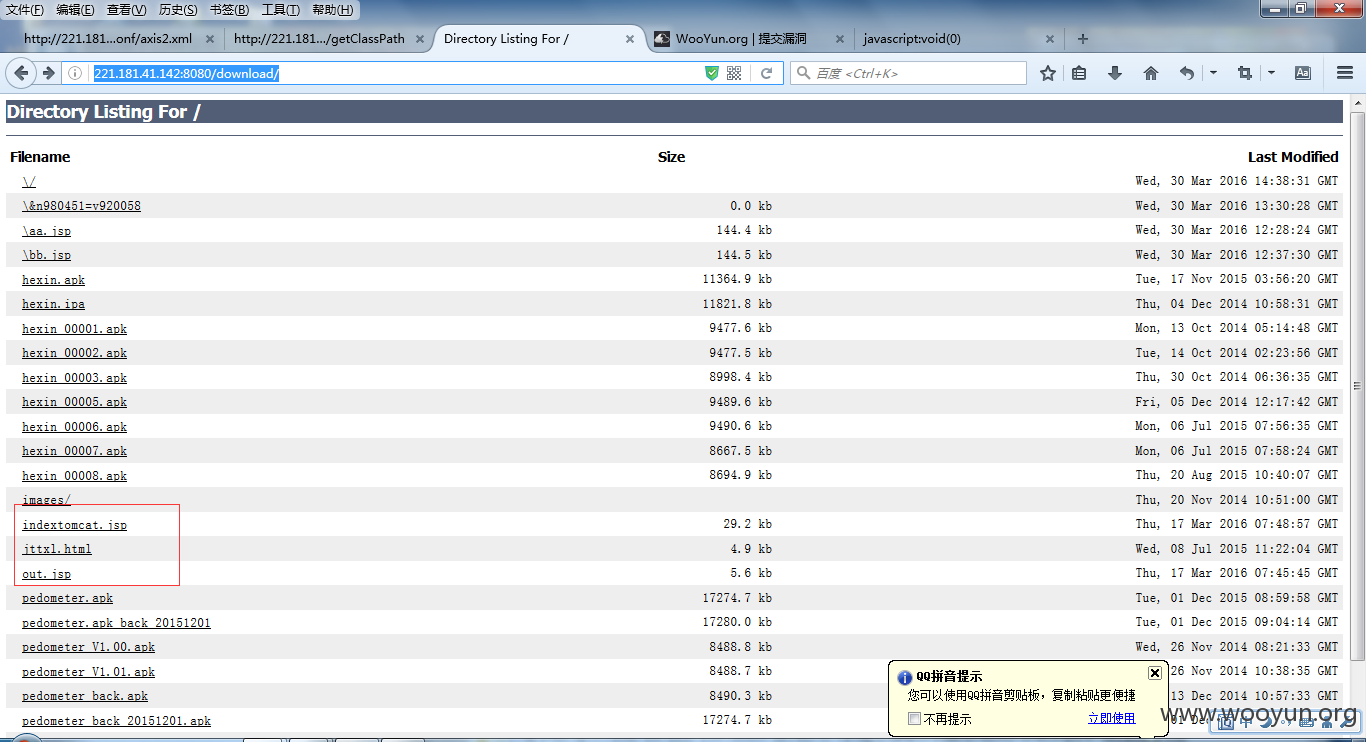 文件(F) 编辑(E) 查看(V) 历史(S) 书签(B) 工具(T) 帮助(H)
http://221.181...onf/axis2.xml http://221.181.../getClassPath Directory Listing For / WooYun.org | 提交漏洞 javascript:void(0)
221.181.41.142:8080/download/ 百度 <Ctrl+K>
Directory Listing For /
Filename Size Last Modified
\/ Wed, 30 Mar 2016 14:38:31 GMT
\&n980451=v920058 0.0 kb Wed, 30 Mar 2016 13:30:28 GMT
\aa.jsp 144.4 kb Wed, 30 Mar 2016 12:28:24 GMT
\bb.jsp 144.5 kb Wed, 30 Mar 2016 12:37:30 GMT
hexin.apk 11364.9 kb Tue, 17 Nov 2015 03:56:20 GMT
hexin.ipa 11821.8 kb Thu, 04 Dec 2014 10:58:31 GMT
hexin_00001.apk 9477.6 kb Mon, 13 Oct 2014 05:14:48 GMT
hexin_00002.apk 9477.5 kb Tue, 14 Oct 2014 02:23:56 GMT
hexin_00003.apk 8998.4 kb Thu, 30 Oct 2014 06:36:35 GMT
hexin_00005.apk 9489.6 kb Fri, 05 Dec 2014 12:17:42 GMT
hexin_00006.apk 9490.6 kb Mon, 06 Jul 2015 07:56:35 GMT
hexin_00007.apk 8667.5 kb Mon, 06 Jul 2015 07:58:24 GMT
hexin_00008.apk 8694.9 kb Thu, 20 Aug 2015 10:40:07 GMT
images/ Thu, 20 Nov 2014 10:51:00 GMT
indextomcat.jsp 29.2 kb Thu, 17 Mar 2016 07:48:57 GMT
jttxl.html 4.9 kb Wed, 08 Jul 2015 11:22:04 GMT
out.jsp 5.6 kb Thu, 17 Mar 2016 07:45:45 GMT
pedometer.apk 17274.7 kb Tue, 01 Dec 2015 08:59:58 GMT
pedometer.apk_back_20151201 17280.0 kb Tue, 01 Dec 2015 09:04:14 GMT
pedometer_V1.00.apk 8488.8 kb Wed, 26 Nov 2014 08:21:33 GMT
pedometer_V1.01.apk 8488.7 kb 26 Nov 2014 10:38:35 GMT
pedometer_back.apk 8490.3 kb 13 Dec 2014 10:57:33 GMT
pedometer_back_20151201.apk 17274.7 kb 01 Dec
QQ拼音提示
您可以使用QQ拼音剪贴板，复制粘贴更便捷
不再提示 立即使用
www.wooyun.org